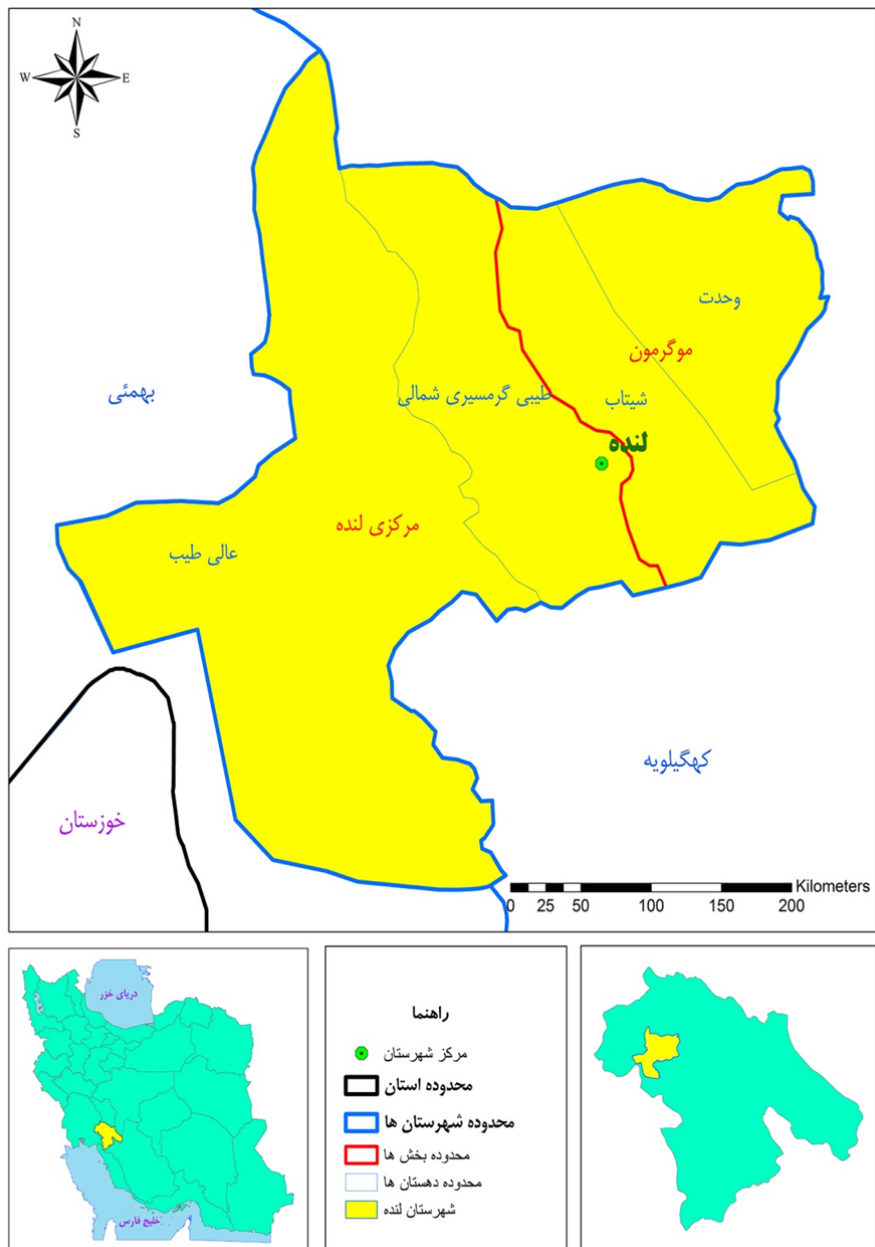 N
W E
S
وحدت
موگرمون
بهمئی
طیبی گرمسیری شمالی
شیتاب
لنده
مرکزی لنده
عالی طیب
کهگیلویه
خوزستان
Kilometers
0 25 50 100 150 200
دریای خزر
خلیج فارس
راهنما
مرکز شهرستان
محدوده استان
محدوده شهرستان ها
محدوده بخش ها
محدوده دهستان ها
شهرستان لنده